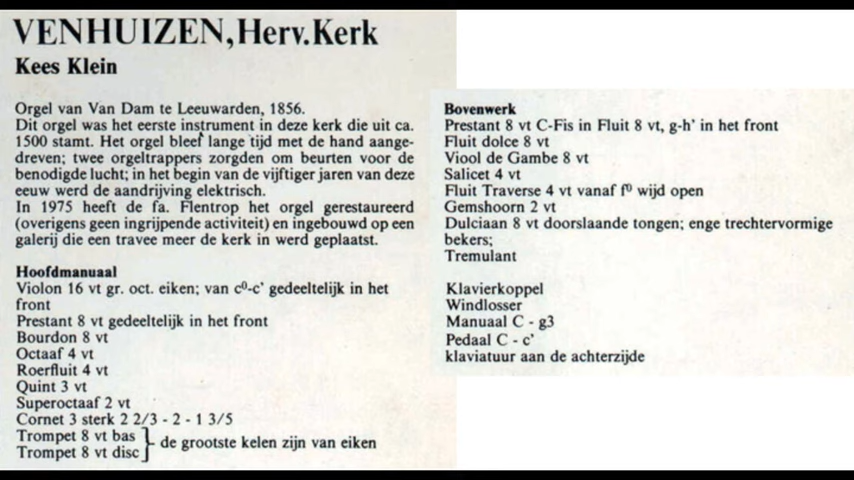 VENHUIZEN,Herv.Kerk
Kees Klein
Orgel van Van Dam te Leeuwarden, 1856.
Dit orgel was het eerste instrument in deze kerk die uit ca.
1500 stamt. Het orgel bleef lange tijd met de hand aange-
dreven; twee orgeltrappers zorgden om beurten voor de
benodigde lucht; in het begin van de vijftiger jaren van deze
eeuw werd de aandrijving elektrisch.
In 1975 heeft de fa. Flentrop het orgel gerestaureerd
(overigens geen ingrijpende activiteit) en ingebouwd op een
galerij die een travee meer de kerk in werd geplaatst.
Hoofdmanuaal
Violon 16 vt gr. oct. eiken; van c⁰-c' gedeeltelijk in het
front
Prestant 8 vt gedeeltelijk in het front
Bourdon 8 vt
Octaaf 4 vt
Roerfluit 4 vt
Quint 3 vt
Superoctaaf 2 vt
Cornet 3 sterk 2 2/3 - 2 - 1 3/5
Trompet 8 vt bas
Trompet 8 vt disc
de grootste kelen zijn van eiken
Bovenwerk
Prestant 8 vt C-Fis in Fluit 8 vt, g-h' in het front
Fluit dolce 8 vt
Viool de Gambe 8 vt
Salicet 4 vt
Fluit Traverse 4 vt vanaf f⁰ wijd open
Gemshoorn 2 vt
Dulciaan 8 vt doorslaande tongen; enge trechtervormige
bekers;
Tremulant
Klavierkoppel
Windlosser
Manuaal C - g3
Pedaal C - c'
klaviatuur aan de achterzijde